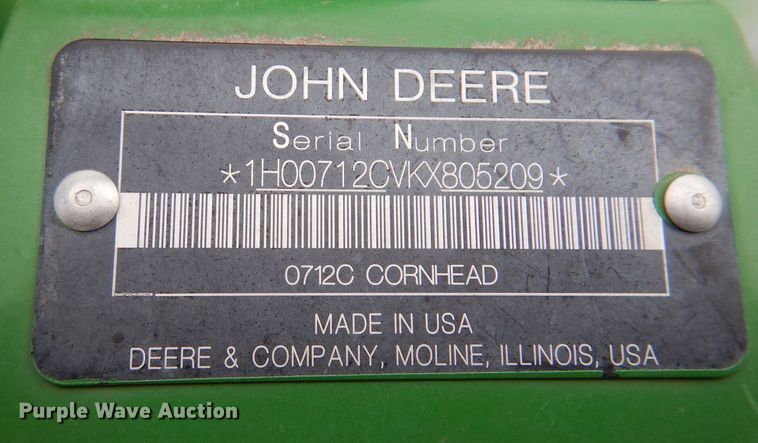 JOHN DEERE
Serial Number
*1H00712CVKX805209*
0712C CORNHEAD
MADE IN USA
DEERE & COMPANY, MOLINE, ILLINOIS, USA
Purple Wave Auction